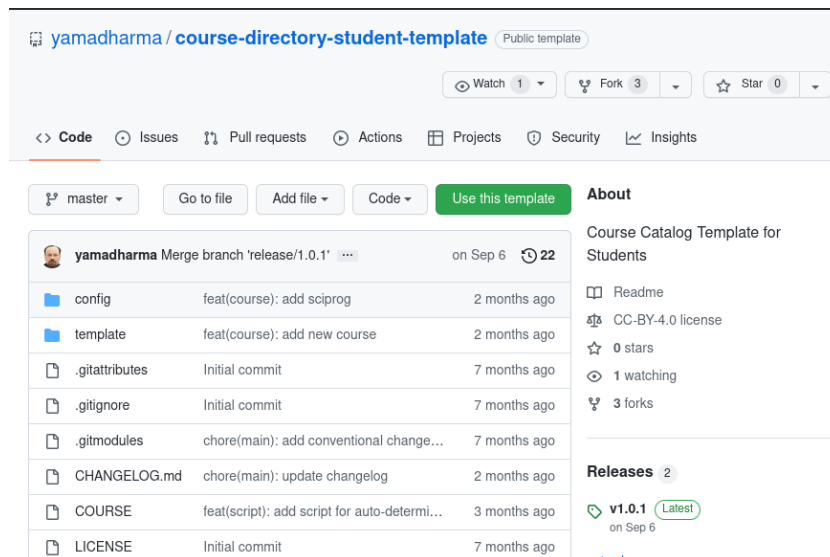 yamadharma / course-directory-student-template Public template
Watch 1 Fork 3 Star 0
Code Issues Pull requests Actions Projects Security Insights
master Go to file Add file Code Use this template
yamadharma Merge branch 'release/1.0.1' ... on Sep 6 22
config feat(course): add sciprog 2 months ago
template feat(course): add new course 2 months ago
.gitattributes Initial commit 7 months ago
.gitignore Initial commit 7 months ago
.gitmodules chore(main): add conventional change... 7 months ago
CHANGELOG.md chore(main): update changelog 2 months ago
COURSE feat(script): add script for auto-determi... 3 months ago
LICENSE Initial commit 7 months ago
About
Course Catalog Template for
Students
Readme
CC-BY-4.0 license
0 stars
1 watching
3 forks
Releases 2
v1.0.1 Latest
on Sep 6